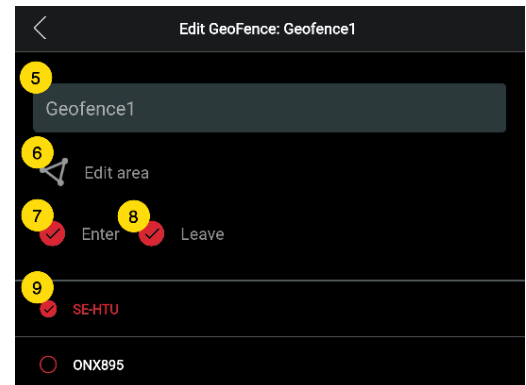 Edit GeoFence: Geofence1
5
Geofence1
6
Edit area
7
8
Enter
Leave
9
SE-HTU
ONX895